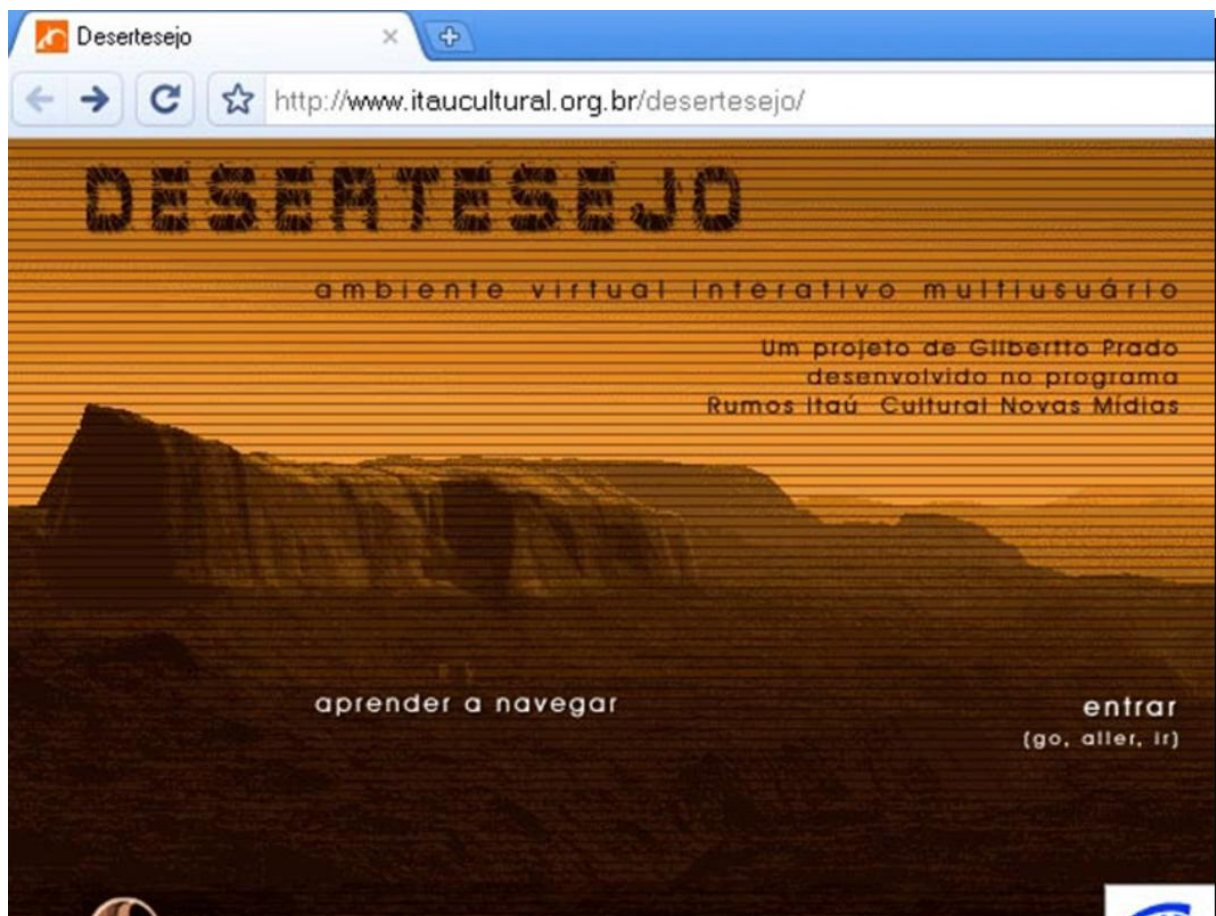 Desertesejo
http://www.itaucultural.org.br/desertesejo/
DESERTESEJO
ambiente virtual interativo multiusuário
Um projeto de Gilbertto Prado
desenvolvido no programa
Rumos Itaú Cultural Novas Mídias
aprender a navegar
entrar
(go, aller, ir)